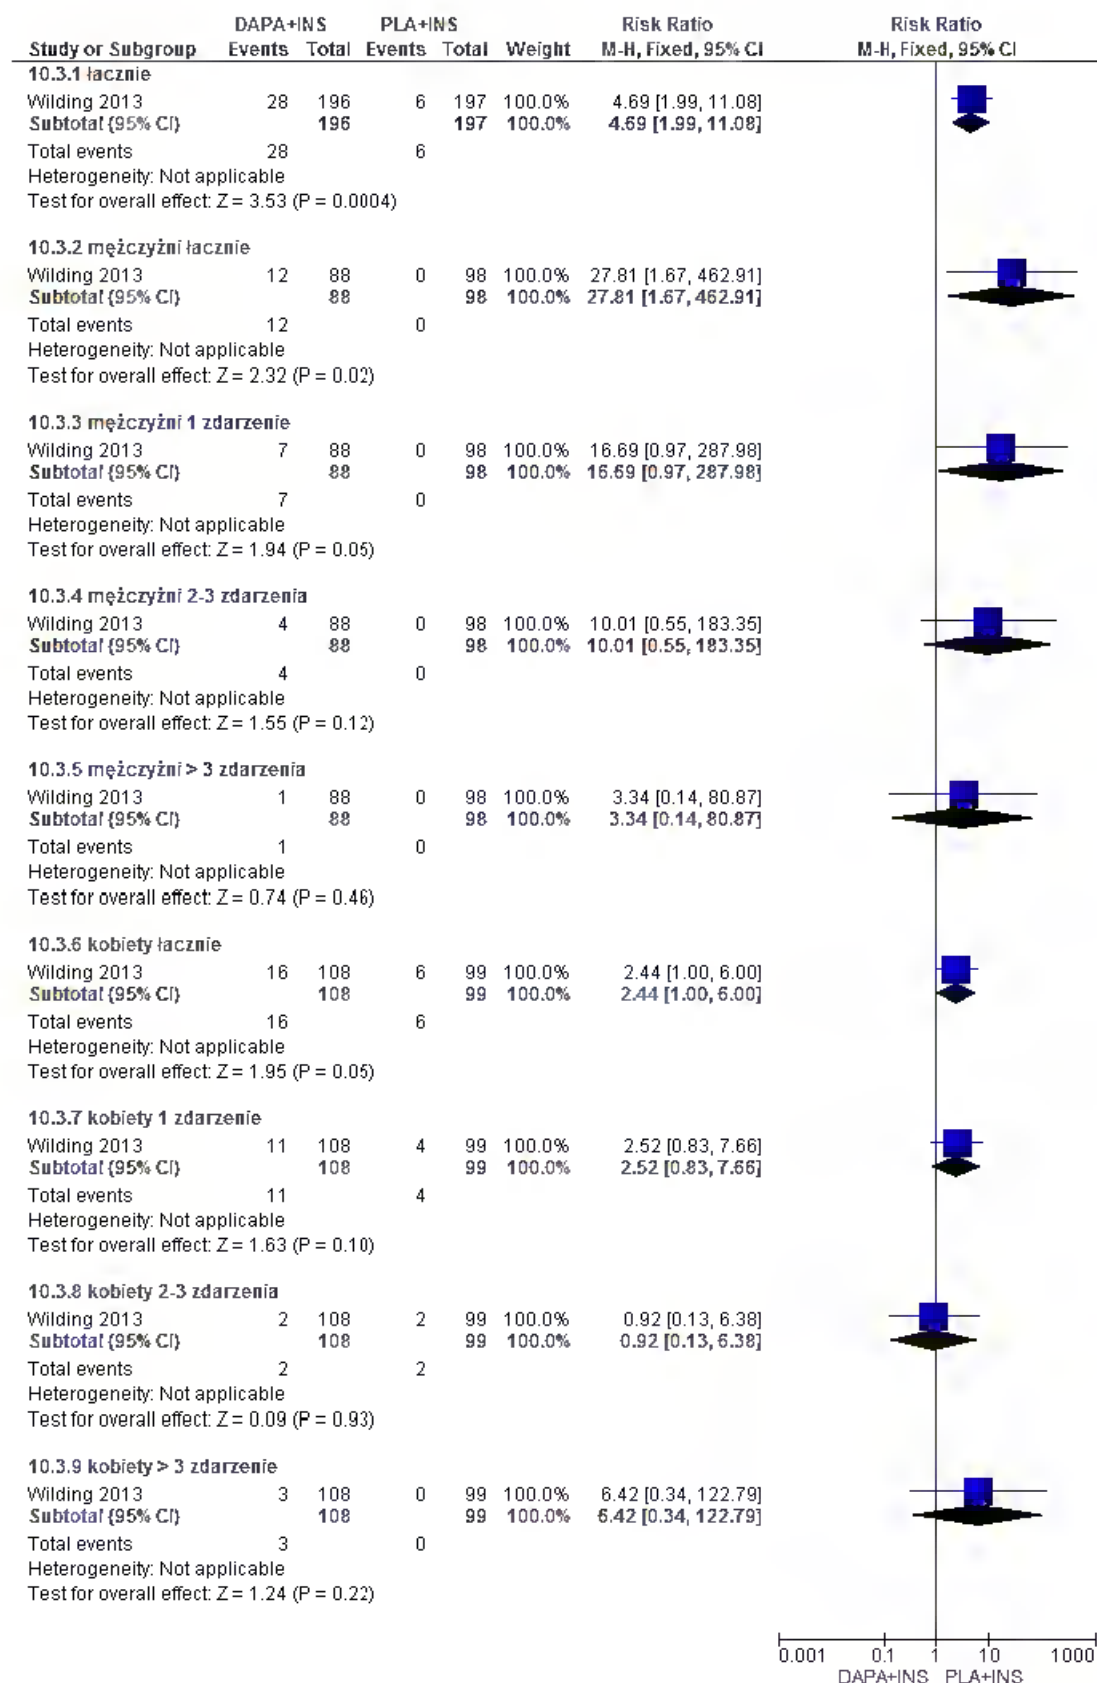 DAPA+INS PLA+INS Risk Ratio Risk Ratio
Study or Subgroup Events Total Events Total Weight M-H, Fixed, 95% CI M-H, Fixed, 95% CI
10.3.1 łacznie
Wilding 2013 28 196 6 197 100.0% 4.69 [1.99, 11.08]
Subtotal (95% CI) 196 197 100.0% 4.69 [1.99, 11.08]
Total events 28 6
Heterogeneity: Not applicable
Test for overall effect: Z = 3.53 (P = 0.0004)
10.3.2 mężczyźni łacznie
Wilding 2013 12 88 0 98 100.0% 27.81 [1.67, 462.91]
Subtotal (95% CI) 88 98 100.0% 27.81 [1.67, 462.91]
Total events 12 0
Heterogeneity: Not applicable
Test for overall effect: Z = 2.32 (P = 0.02)
10.3.3 mężczyźni 1 zdarzenie
Wilding 2013 7 88 0 98 100.0% 16.69 [0.97, 287.98]
Subtotal (95% CI) 88 98 100.0% 16.69 [0.97, 287.98]
Total events 7 0
Heterogeneity: Not applicable
Test for overall effect: Z = 1.94 (P = 0.05)
10.3.4 mężczyźni 2-3 zdarzenia
Wilding 2013 4 88 0 98 100.0% 10.01 [0.55, 183.35]
Subtotal (95% CI) 88 98 100.0% 10.01 [0.55, 183.35]
Total events 4 0
Heterogeneity: Not applicable
Test for overall effect: Z = 1.55 (P = 0.12)
10.3.5 mężczyźni > 3 zdarzenia
Wilding 2013 1 88 0 98 100.0% 3.34 [0.14, 80.87]
Subtotal (95% CI) 88 98 100.0% 3.34 [0.14, 80.87]
Total events 1 0
Heterogeneity: Not applicable
Test for overall effect: Z = 0.74 (P = 0.46)
10.3.6 kobiety łacznie
Wilding 2013 16 108 6 99 100.0% 2.44 [1.00, 6.00]
Subtotal (95% CI) 108 99 100.0% 2.44 [1.00, 6.00]
Total events 16 6
Heterogeneity: Not applicable
Test for overall effect: Z = 1.95 (P = 0.05)
10.3.7 kobiety 1 zdarzenie
Wilding 2013 11 108 4 99 100.0% 2.52 [0.83, 7.66]
Subtotal (95% CI) 108 99 100.0% 2.52 [0.83, 7.66]
Total events 11 4
Heterogeneity: Not applicable
Test for overall effect: Z = 1.63 (P = 0.10)
10.3.8 kobiety 2-3 zdarzenia
Wilding 2013 2 108 2 99 100.0% 0.92 [0.13, 6.38]
Subtotal (95% CI) 108 99 100.0% 0.92 [0.13, 6.38]
Total events 2 2
Heterogeneity: Not applicable
Test for overall effect: Z = 0.09 (P = 0.93)
10.3.9 kobiety > 3 zdarzenie
Wilding 2013 3 108 0 99 100.0% 6.42 [0.34, 122.79]
Subtotal (95% CI) 108 99 100.0% 6.42 [0.34, 122.79]
Total events 3 0
Heterogeneity: Not applicable
Test for overall effect: Z = 1.24 (P = 0.22)
0.001 0.1 1 10 1000
DAPA+INS PLA+INS